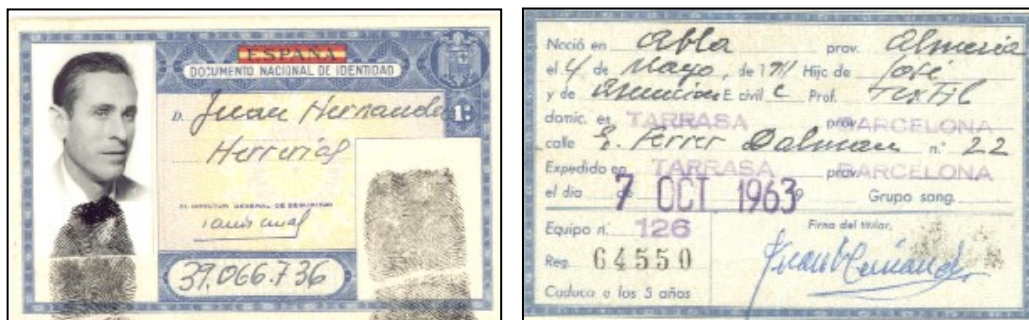 ESPAÑA
DOCUMENTO NACIONAL DE IDENTIDAD
D. Juan Hernandez
1ª
Herrerías
EL DIRECTOR GENERAL DE SEGURIDAD
37.066.736
Nació en Abla prov. Almería
el 4 de Mayo, de 1911 Hijo de José
y de Asunción E. civil C Prof. Textil
domic. en TARRASA prov. BARCELONA
calle Ferrer Dalmau n.º 22
Expedido en TARRASA prov. BARCELONA
el día 7 OCT. 1963 Grupo sang.
Equipo n.º 126 Firma del titular,
Reg. 64550 Juan Hernandez
Caduca a los 5 años